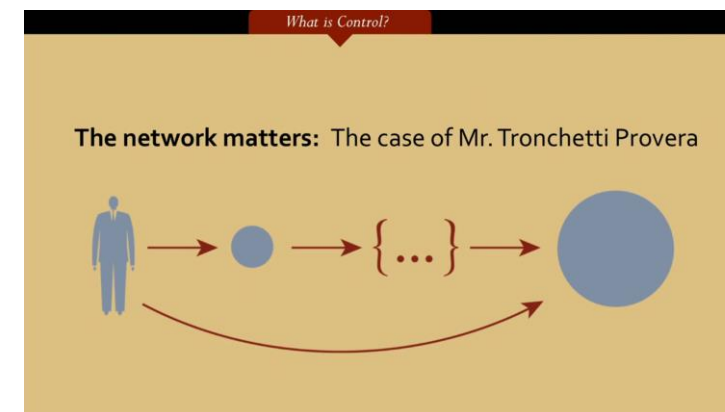 What is Control?
The network matters: The case of Mr. Tronchetti Provera
{...}